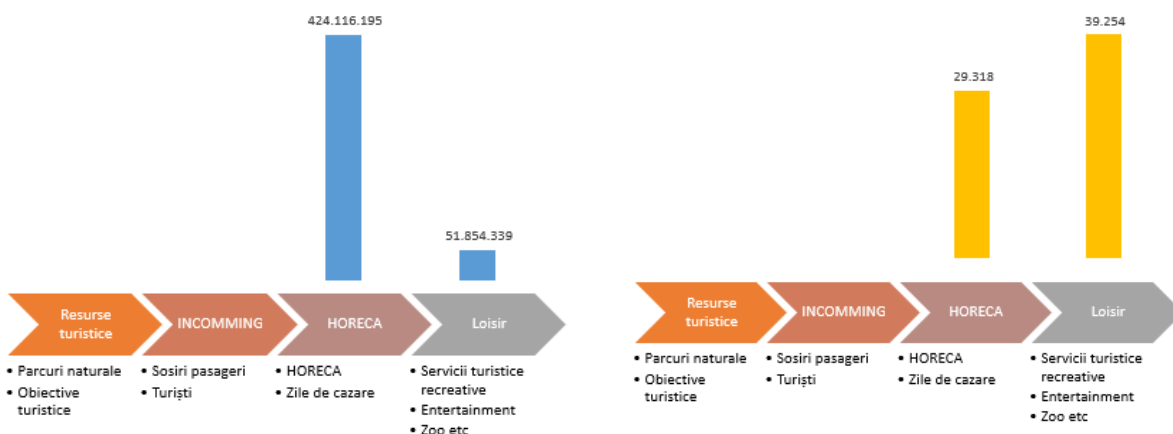 424.116.195
51.854.339
Resurse
turistice
INCOMMING
HORECA
Loisir
• Parcuri naturale
• Obiective
turistice
• Sosiri pasageri
• Turiști
• HORECA
• Zile de cazare
• Servicii turistice
recreative
• Entertainment
• Zoo etc
39.254
29.318
Resurse
turistice
INCOMMING
HORECA
Loisir
• Parcuri naturale
• Obiective
turistice
• Sosiri pasageri
• Turiști
• HORECA
• Zile de cazare
• Servicii turistice
recreative
• Entertainment
• Zoo etc